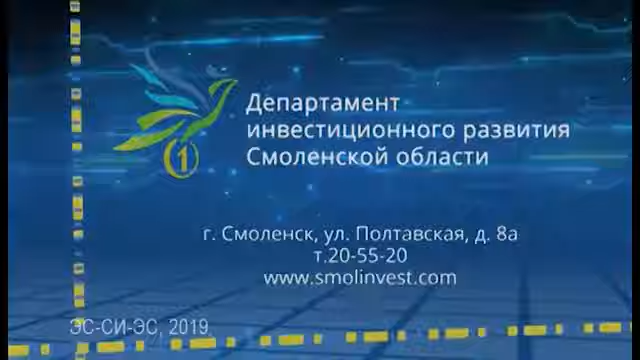 Департамент
инвестиционного развития
Смоленской области
1
г. Смоленск, ул. Полтавская, д. 8а
т.20-55-20
www.smolinvest.com
ЭС-СИ-ЭС, 2019